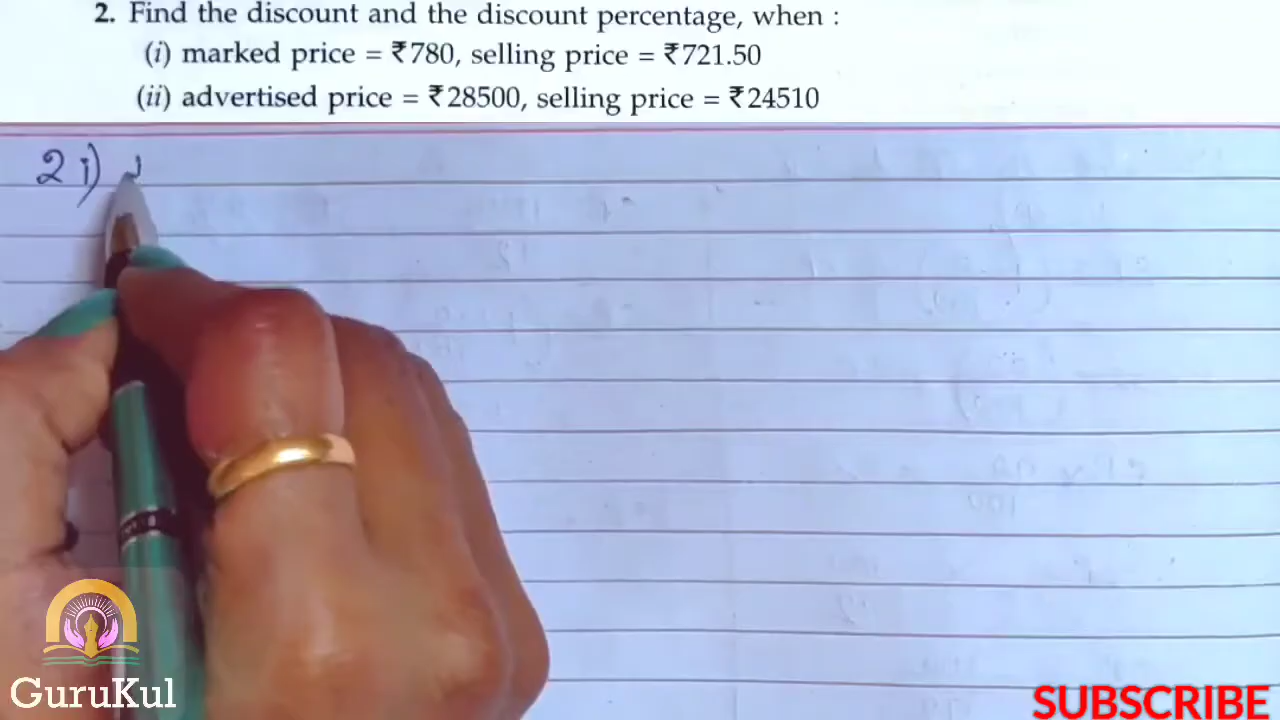 2. Find the discount and the discount percentage, when :
(i) marked price = ₹780, selling price = ₹721.50
(ii) advertised price = ₹28500, selling price = ₹24510
2 i)
GuruKul
SUBSCRIBE